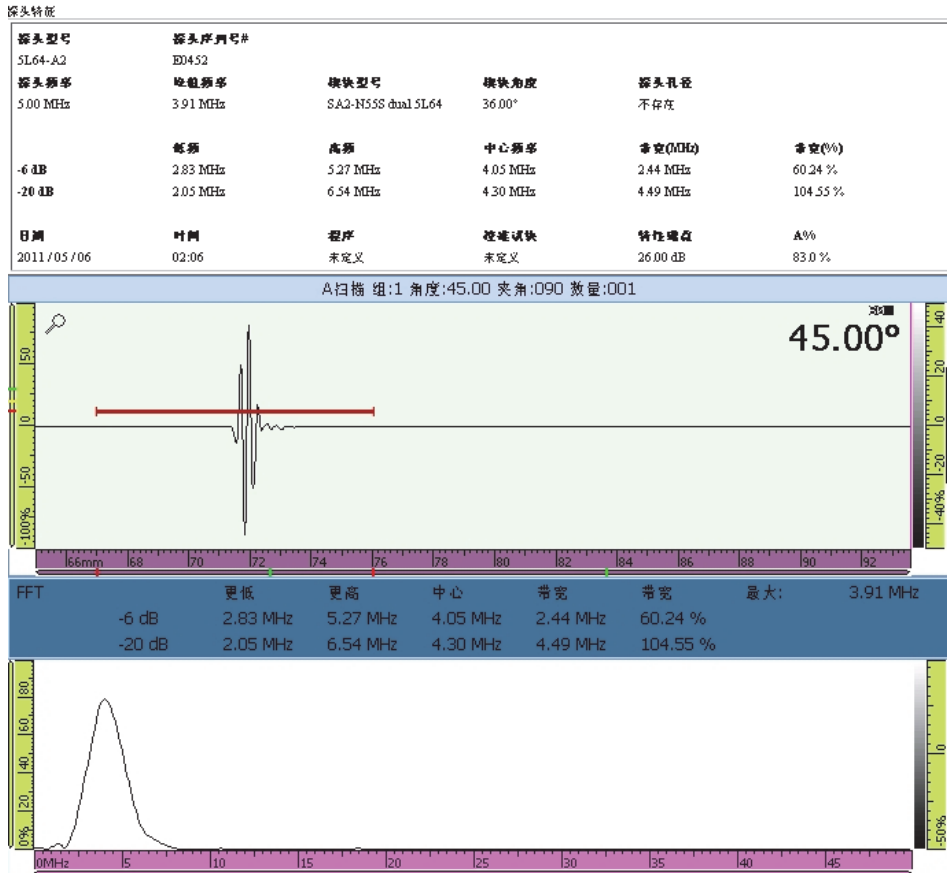 探头特征
探头型号 探头序列号#
5L64-A2 E0452
探头频率 峰值频率 楔块型号 楔块角度 探头孔径
5.00 MHz 3.91 MHz SA2-N55S dual 5L64 36.00° 不存在
低频 高频 中心频率 带宽(MHz) 带宽(%)
-6 dB 2.83 MHz 5.27 MHz 4.05 MHz 2.44 MHz 60.24 %
-20 dB 2.05 MHz 6.54 MHz 4.30 MHz 4.49 MHz 104.55 %
日期 时间 程序 校准试块 特性增益 A%
2011/05/06 02:06 未定义 未定义 26.00 dB 83.0 %
A扫描 组:1 角度:45.00 夹角:090 数量:001
45.00º
50 0 -50 -100%
40 20 0 -20 -40%
66mm 68 70 72 74 76 78 80 82 84 86 88 90 92
FFT 更低 更高 中心 带宽 带宽 最大: 3.91 MHz
-6 dB 2.83 MHz 5.27 MHz 4.05 MHz 2.44 MHz 60.24 %
-20 dB 2.05 MHz 6.54 MHz 4.30 MHz 4.49 MHz 104.55 %
80 60 40 20 0%
0 -50%
0MHz 5 10 15 20 25 30 35 40 45